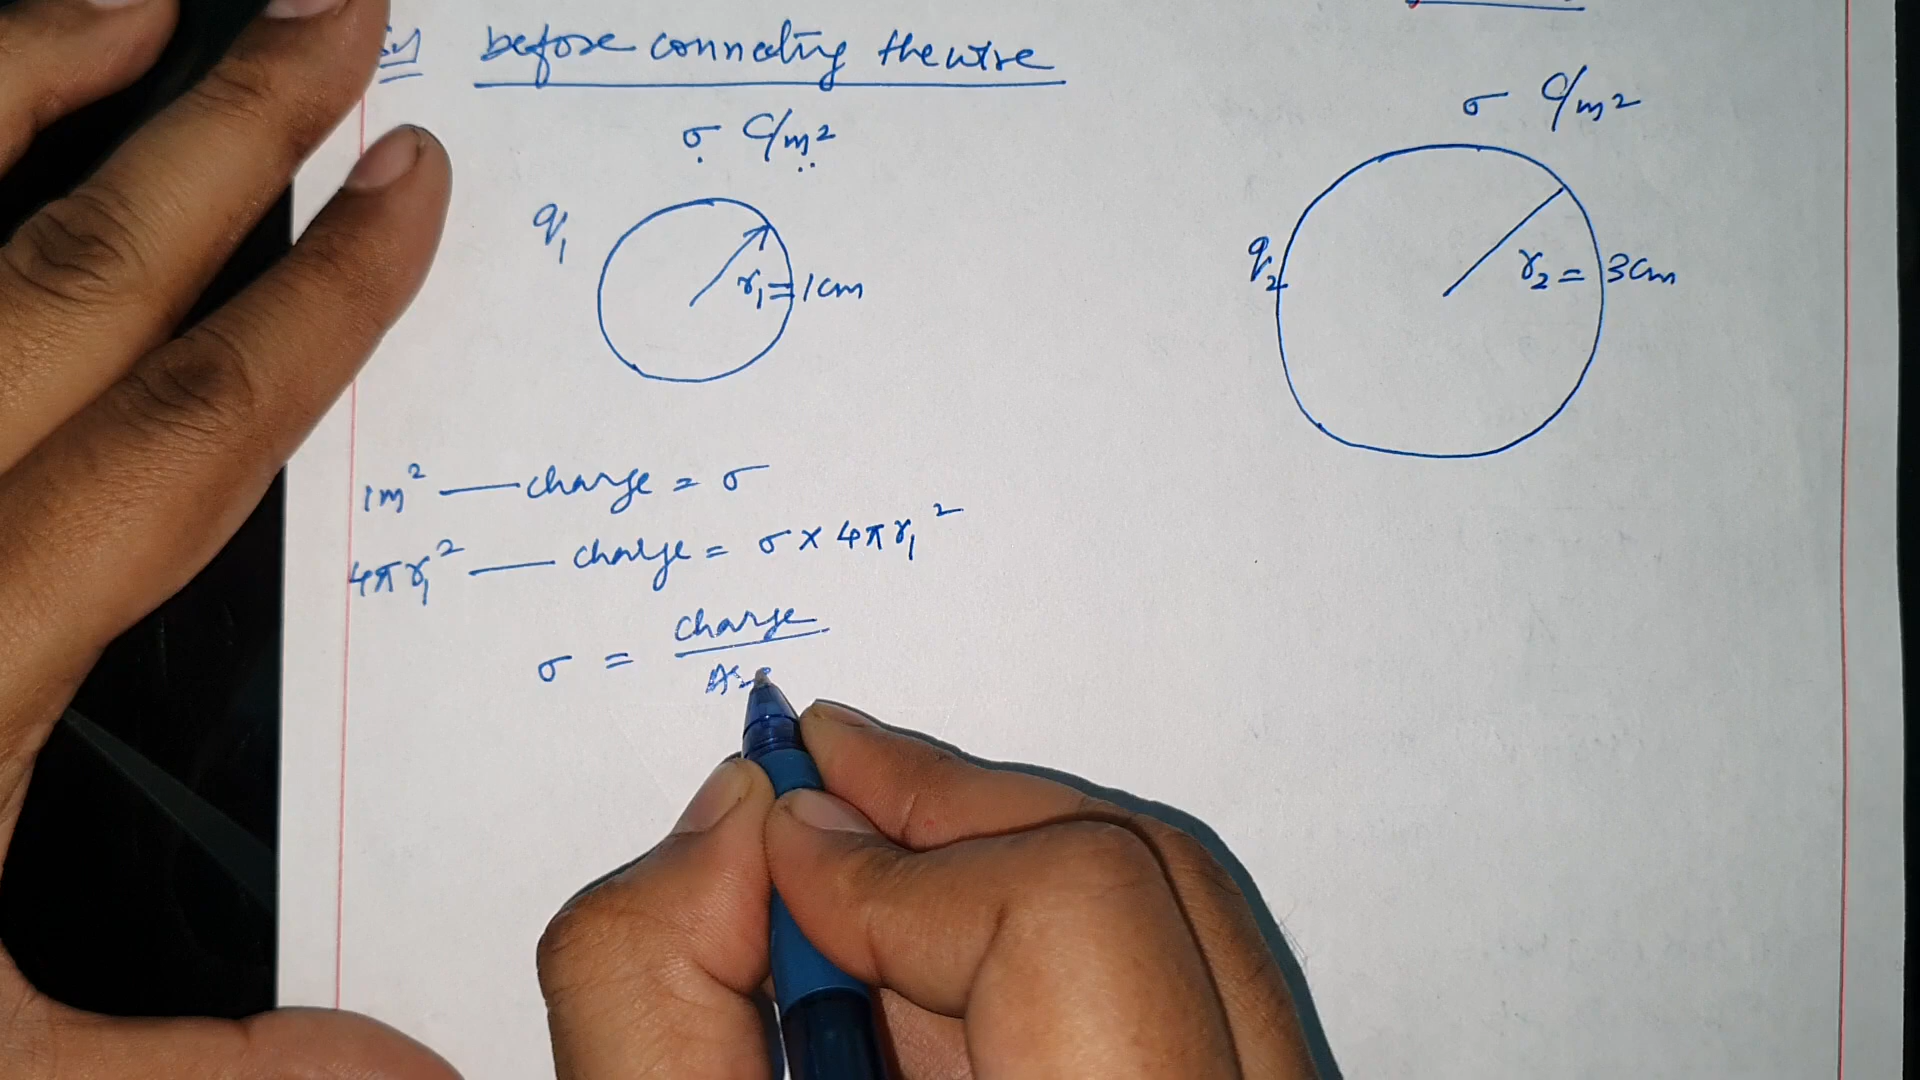 before connecting the wire
σ C/m²
σ C/m²
q₁
r₁ = 1cm
q₂
r₂ = 3cm
1m² — charge = σ
4πr₁² — charge = σ × 4πr₁²
σ = charge